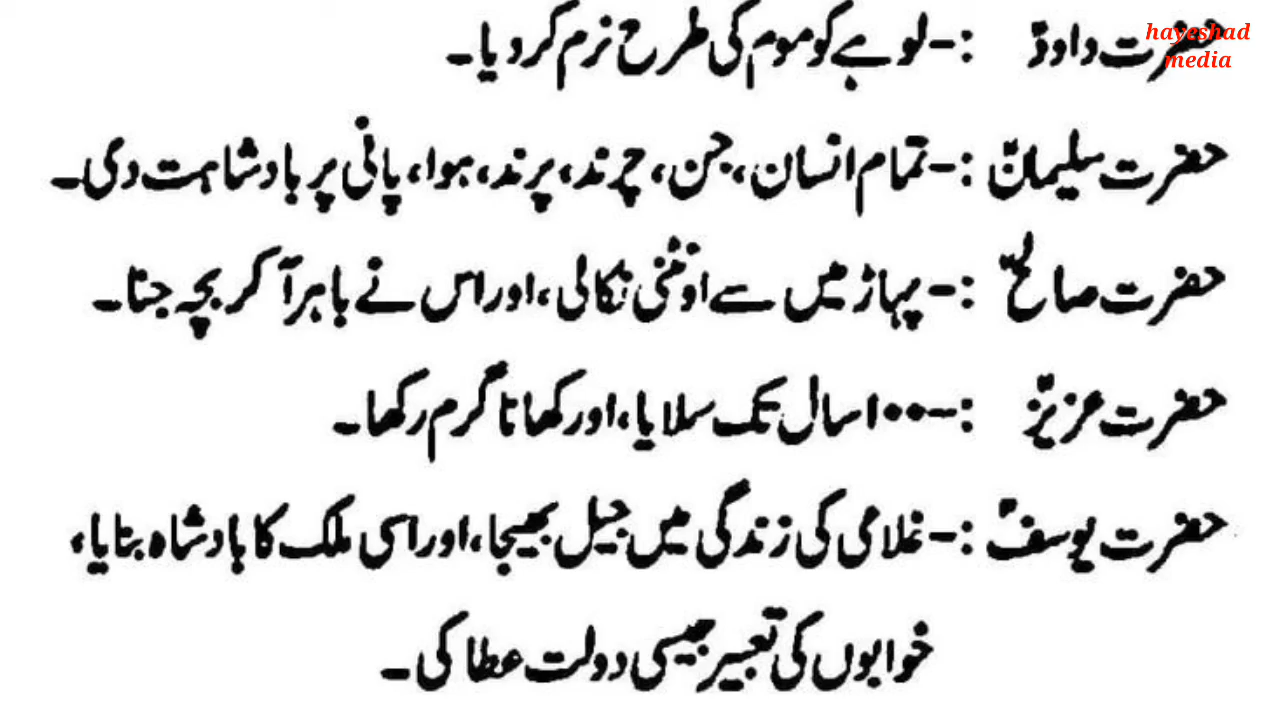 hayeshad
media
حضرت داودؑ :- لوہے کو موم کی طرح نرم کر دیا۔
حضرت سلیمانؑ :- تمام انسان، جن، چرند، پرند، ہوا، پانی پر بادشاہت دی۔
حضرت صالحؑ :- پہاڑ میں سے اونٹنی نکالی، اور اس نے باہر آ کر بچہ جنا۔
حضرت عزیزؑ :- ۱۰۰ سال تک سلایا، اور کھانا گرم رکھا۔
حضرت یوسفؑ :- غلامی کی زندگی میں جیل بھیجا، اور اسی ملک کا بادشاہ بنایا،
خوابوں کی تعبیر جیسی دولت عطا کی۔